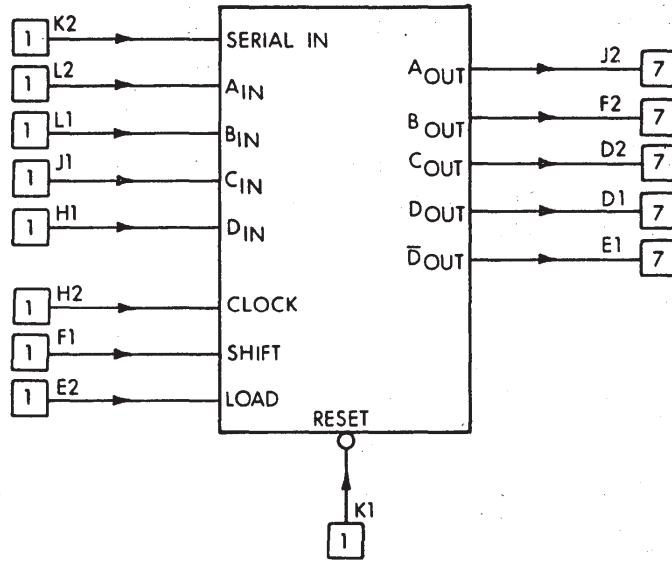 K2
1 SERIAL IN
L2
1 AIN
L1
1 BIN
J1
1 CIN
H1
1 DIN
H2
1 CLOCK
F1
1 SHIFT
E2
1 LOAD
AOUT J2 7
BOUT F2 7
COUT D2 7
DOUT D1 7
D̅OUT E1 7
RESET
K1
1